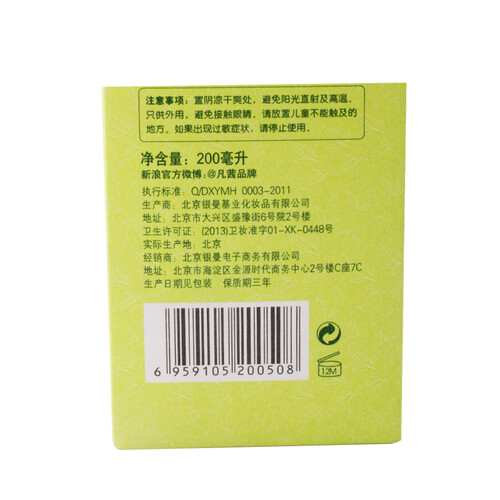 注意事项：置阴凉干爽处，避免阳光直射及高温，
只供外用，避免接触眼睛，请放置儿童不能触及的
地方，如果出现过敏症状，请停止使用。
净含量：200毫升
新浪官方微博：@凡茜品牌
执行标准：Q/DXYMH 0003-2011
生产商：北京银曼基业化妆品有限公司
地址：北京市大兴区盛豫街6号院2号楼
卫生许可证：(2013)卫妆准字01-XK-0448号
实际生产地：北京
经销商：北京银曼电子商务有限公司
地址：北京市海淀区金源时代商务中心2号楼C座7C
生产日期见包装 保质期三年
6 959105 200508
12M